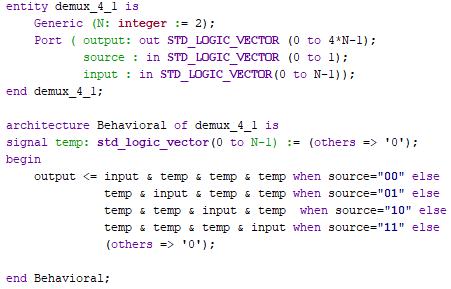 entity demux_4_1 is
Generic (N: integer := 2);
Port ( output: out STD_LOGIC_VECTOR (0 to 4*N-1);
source : in STD_LOGIC_VECTOR (0 to 1);
input : in STD_LOGIC_VECTOR(0 to N-1));
end demux_4_1;
architecture Behavioral of demux_4_1 is
signal temp: std_logic_vector(0 to N-1) := (others => '0');
begin
output <= input & temp & temp & temp when source="00" else
temp & input & temp & temp when source="01" else
temp & temp & input & temp  when source="10" else
temp & temp & temp & input when source="11" else
(others => '0');
end Behavioral;